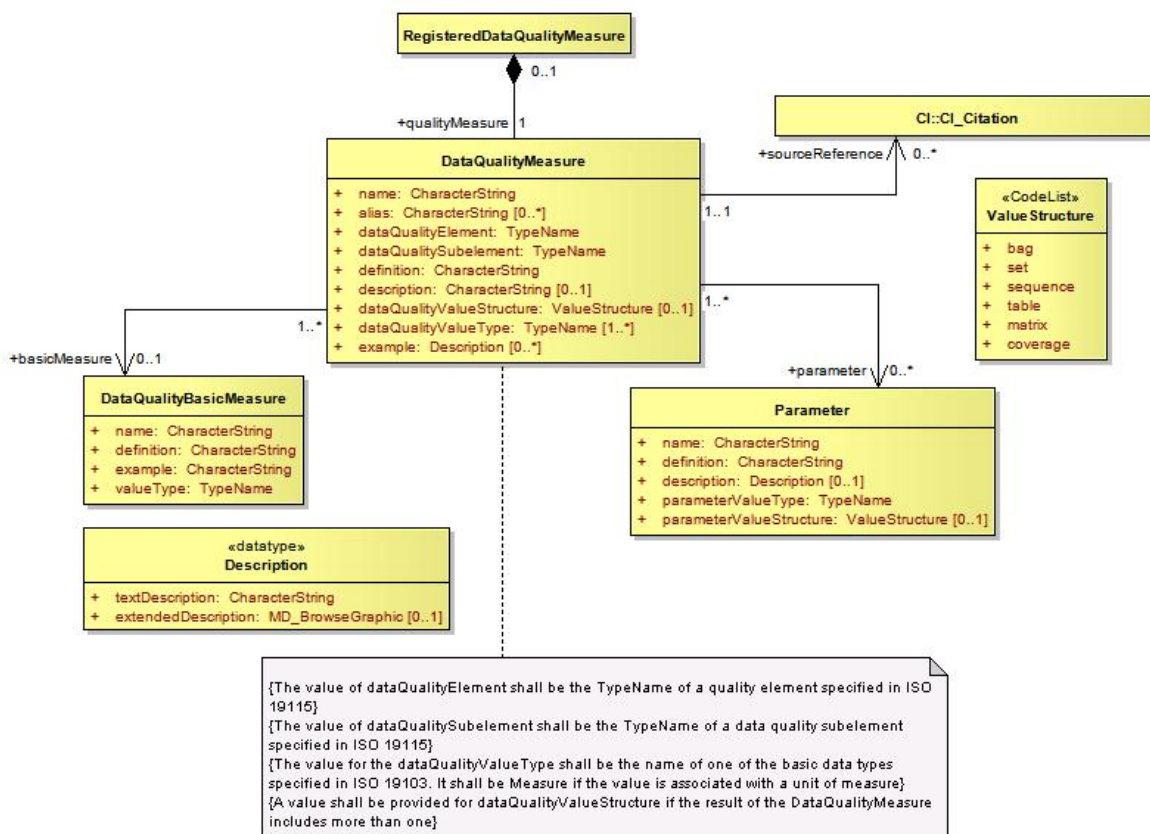 RegisteredDataQualityMeasure
0..1
+qualityMeasure 1
CI::CI_Citation
+sourceReference 0..*
DataQualityMeasure
+ name: CharacterString
+ alias: CharacterString [0..*]
+ dataQualityElement: TypeName
+ dataQualitySubelement: TypeName
+ definition: CharacterString
+ description: CharacterString [0..1]
+ dataQualityValueStructure: ValueStructure [0..1]
+ dataQualityValueType: TypeName [1..*]
+ example: Description [0..*]
1..1
1..*
«CodeList»
ValueStructure
+ bag
+ set
+ sequence
+ table
+ matrix
+ coverage
1..*
+basicMeasure 0..1
+parameter 0..*
DataQualityBasicMeasure
+ name: CharacterString
+ definition: CharacterString
+ example: CharacterString
+ valueType: TypeName
Parameter
+ name: CharacterString
+ definition: CharacterString
+ description: Description [0..1]
+ parameterValueType: TypeName
+ parameterValueStructure: ValueStructure [0..1]
«datatype»
Description
+ textDescription: CharacterString
+ extendedDescription: MD_BrowseGraphic [0..1]
{The value of dataQualityElement shall be the TypeName of a quality element specified in ISO
19115}
{The value of dataQualitySubelement shall be the TypeName of a data quality subelement
specified in ISO 19115}
{The value for the dataQualityValueType shall be the name of one of the basic data types
specified in ISO 19103. It shall be Measure if the value is associated with a unit of measure}
{A value shall be provided for dataQualityValueStructure if the result of the DataQualityMeasure
includes more than one}